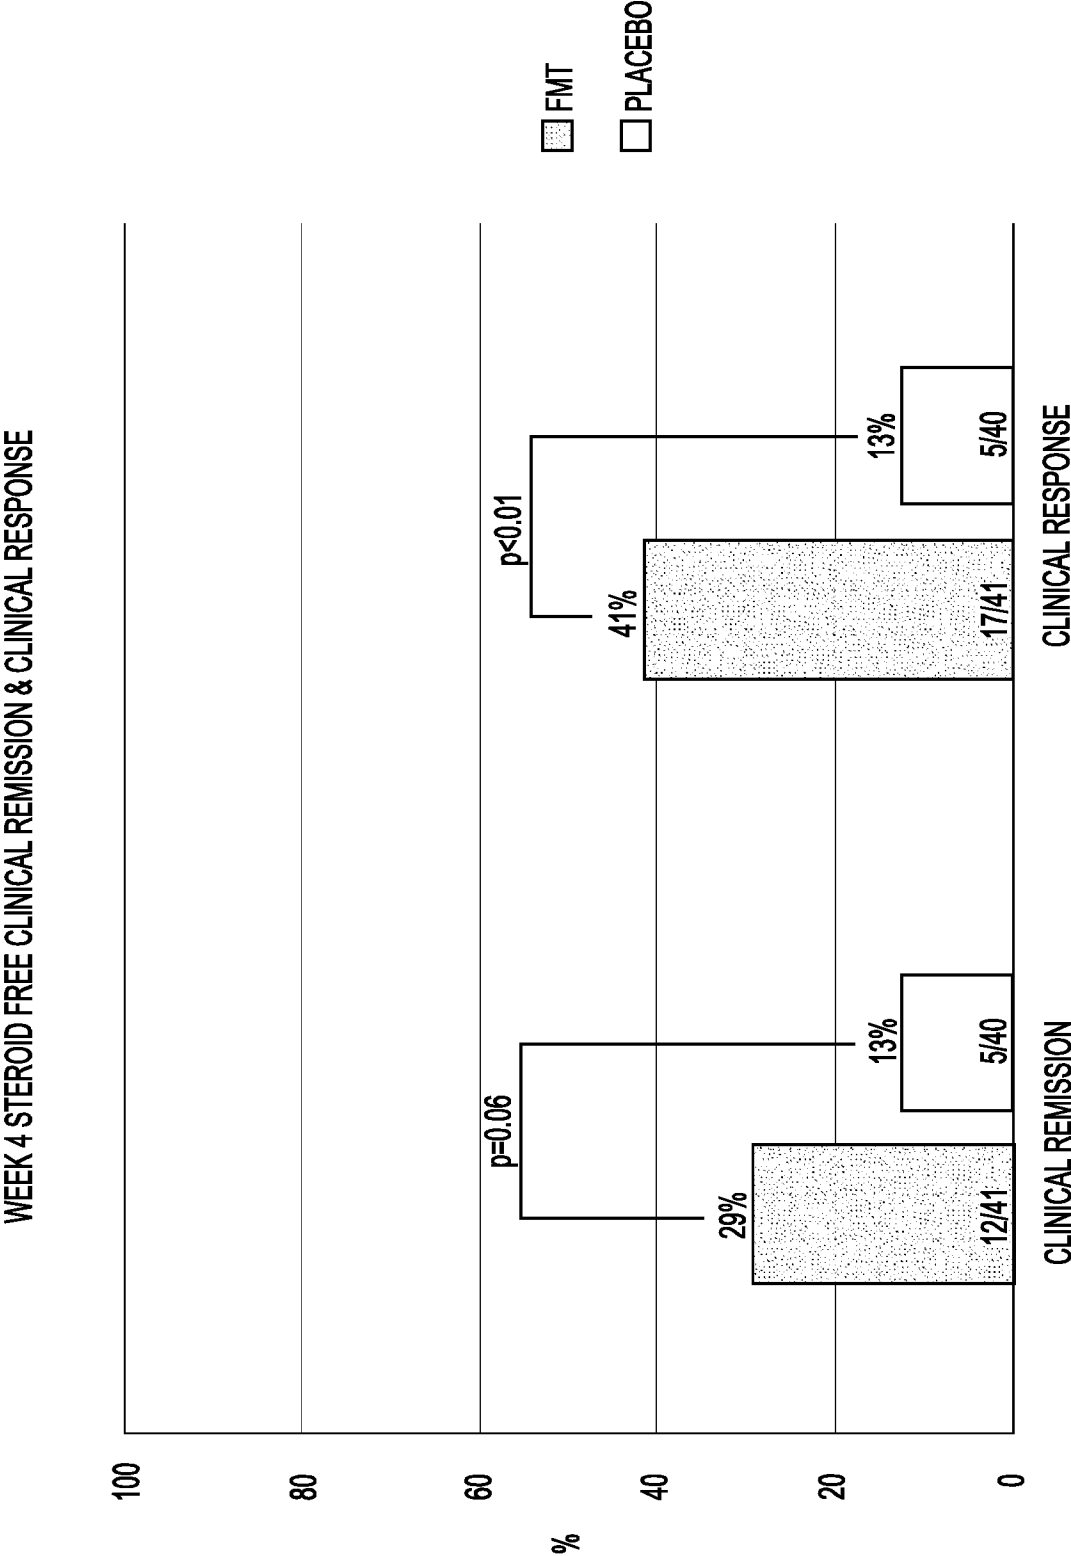 WEEK 4 STEROID FREE CLINICAL REMISSION & CLINICAL RESPONSE
100
80
60
40
20
0
%
p=0.06
29%
13%
12/41
5/40
CLINICAL REMISSION
p<0.01
41%
13%
17/41
5/40
CLINICAL RESPONSE
FMT
PLACEBO